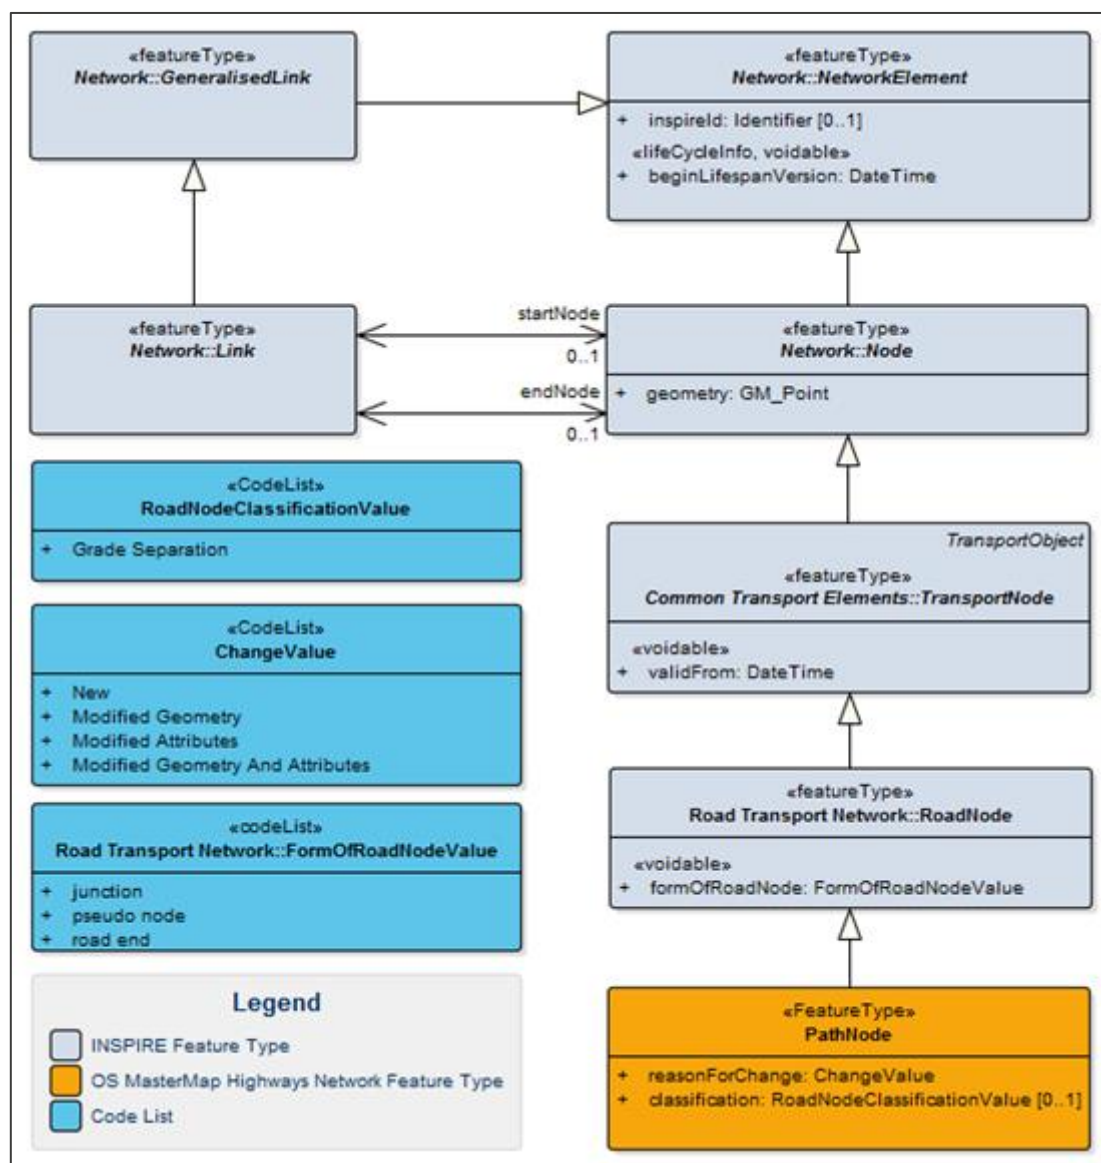 «featureType»
Network::GeneralisedLink
«featureType»
Network::NetworkElement
+ inspireId: Identifier [0..1]
«lifeCycleInfo, voidable»
+ beginLifespanVersion: DateTime
«featureType»
Network::Link
startNode
0..1
endNode
0..1
«featureType»
Network::Node
+ geometry: GM_Point
«CodeList»
RoadNodeClassificationValue
+ Grade Separation
TransportObject
«featureType»
Common Transport Elements::TransportNode
«voidable»
+ validFrom: DateTime
«CodeList»
ChangeValue
+ New
+ Modified Geometry
+ Modified Attributes
+ Modified Geometry And Attributes
«featureType»
Road Transport Network::RoadNode
«voidable»
+ formOfRoadNode: FormOfRoadNodeValue
«codeList»
Road Transport Network::FormOfRoadNodeValue
+ junction
+ pseudo node
+ road end
Legend
INSPIRE Feature Type
OS MasterMap Highways Network Feature Type
Code List
«FeatureType»
PathNode
+ reasonForChange: ChangeValue
+ classification: RoadNodeClassificationValue [0..1]